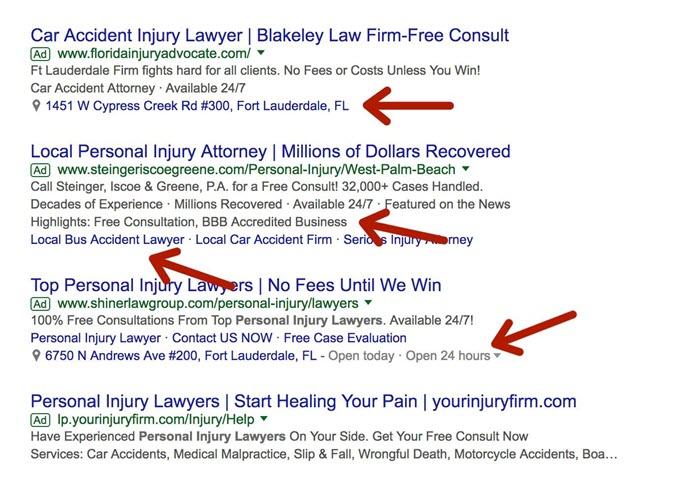 Car Accident Injury Lawyer | Blakeley Law Firm-Free Consult
Ad www.floridainjuryadvocate.com/
Ft Lauderdale Firm fights hard for all clients. No Fees or Costs Unless You Win!
Car Accident Attorney · Available 24/7
1451 W Cypress Creek Rd #300, Fort Lauderdale, FL
Local Personal Injury Attorney | Millions of Dollars Recovered
Ad www.steingeriscoegreene.com/Personal-Injury/West-Palm-Beach
Call Steinger, Iscoe & Greene, P.A. for a Free Consult! 32,000+ Cases Handled.
Decades of Experience · Millions Recovered · Available 24/7 · Featured on the News
Highlights: Free Consultation, BBB Accredited Business
Local Bus Accident Lawyer · Local Car Accident Firm · Serious Injury Attorney
Top Personal Injury Lawyers | No Fees Until We Win
Ad www.shinerlawgroup.com/personal-injury/lawyers
100% Free Consultations From Top Personal Injury Lawyers. Available 24/7!
Personal Injury Lawyer · Contact US NOW · Free Case Evaluation
6750 N Andrews Ave #200, Fort Lauderdale, FL - Open today · Open 24 hours
Personal Injury Lawyers | Start Healing Your Pain | yourinjuryfirm.com
Ad lp.yourinjuryfirm.com/Injury/Help
Have Experienced Personal Injury Lawyers On Your Side. Get Your Free Consult Now
Services: Car Accidents, Medical Malpractice, Slip & Fall, Wrongful Death, Motorcycle Accidents, Boa…